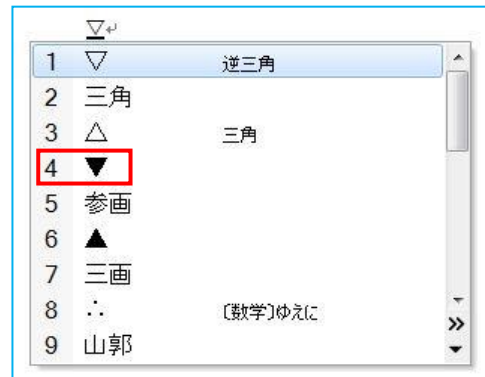 ▽↵
1 ▽ 逆三角
2 三角
3 △ 三角
4 ▼
5 参画
6 ▲
7 三画
8 ∴ 〔数学〕ゆえに
9 山郭